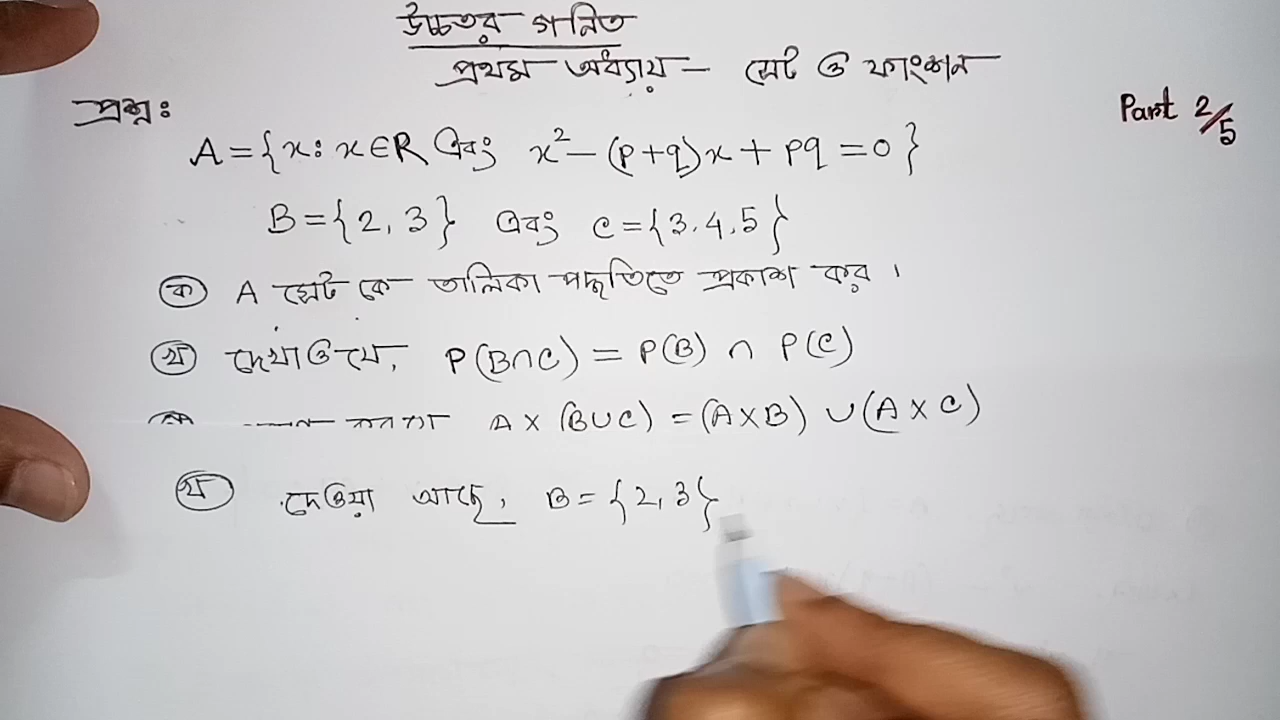 উচ্চতর গনিত
প্রথম অধ্যায় - সেট ও ফাংশন
Part 2/5
প্রশ্ন:
A = {x : x ∈ R এবং x² - (p+q)x + pq = 0}
B = {2, 3} এবং C = {3, 4, 5}
ক A সেট কে তালিকা পদ্ধতিতে প্রকাশ কর।
খ দেখাও যে, P(B∩C) = P(B) ∩ P(C)
A × (B∪C) = (A×B) ∪ (A×C)
খ দেওয়া আছে, B = {2, 3}